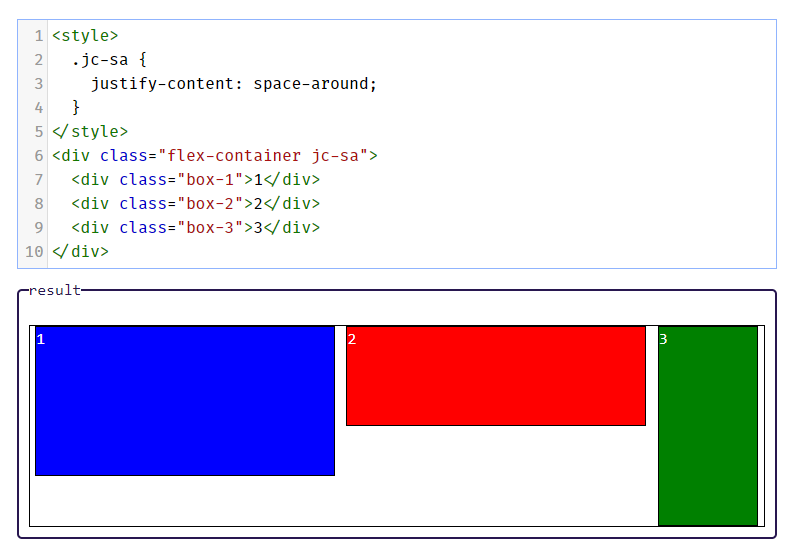 1 <style>
2   .jc-sa {
3     justify-content: space-around;
4   }
5 </style>
6 <div class="flex-container jc-sa">
7   <div class="box-1">1</div>
8   <div class="box-2">2</div>
9   <div class="box-3">3</div>
10 </div>
result
1 2 3